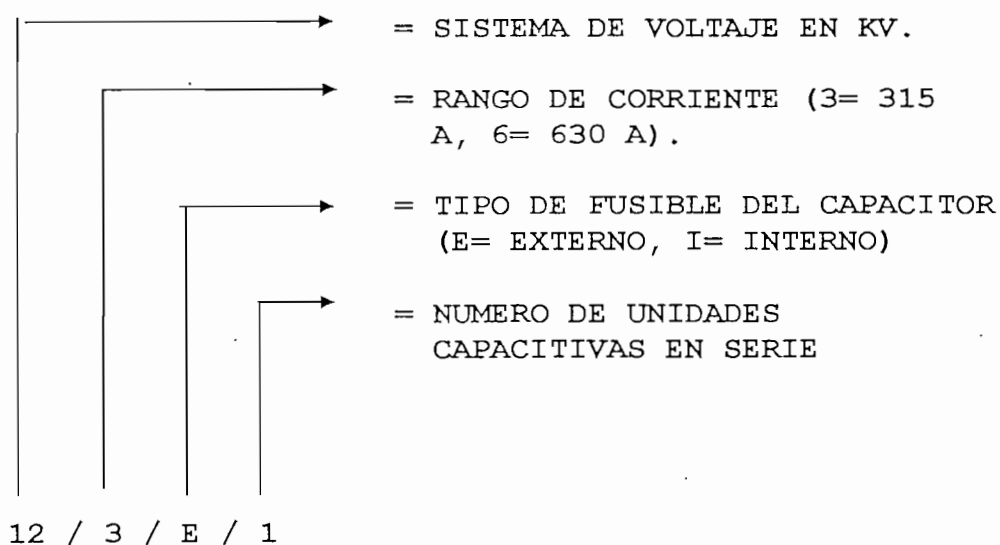 = SISTEMA DE VOLTAJE EN KV.
= RANGO DE CORRIENTE (3= 315
A, 6= 630 A).
= TIPO DE FUSIBLE DEL CAPACITOR
(E= EXTERNO, I= INTERNO)
= NUMERO DE UNIDADES
CAPACITIVAS EN SERIE
12 / 3 / E / 1